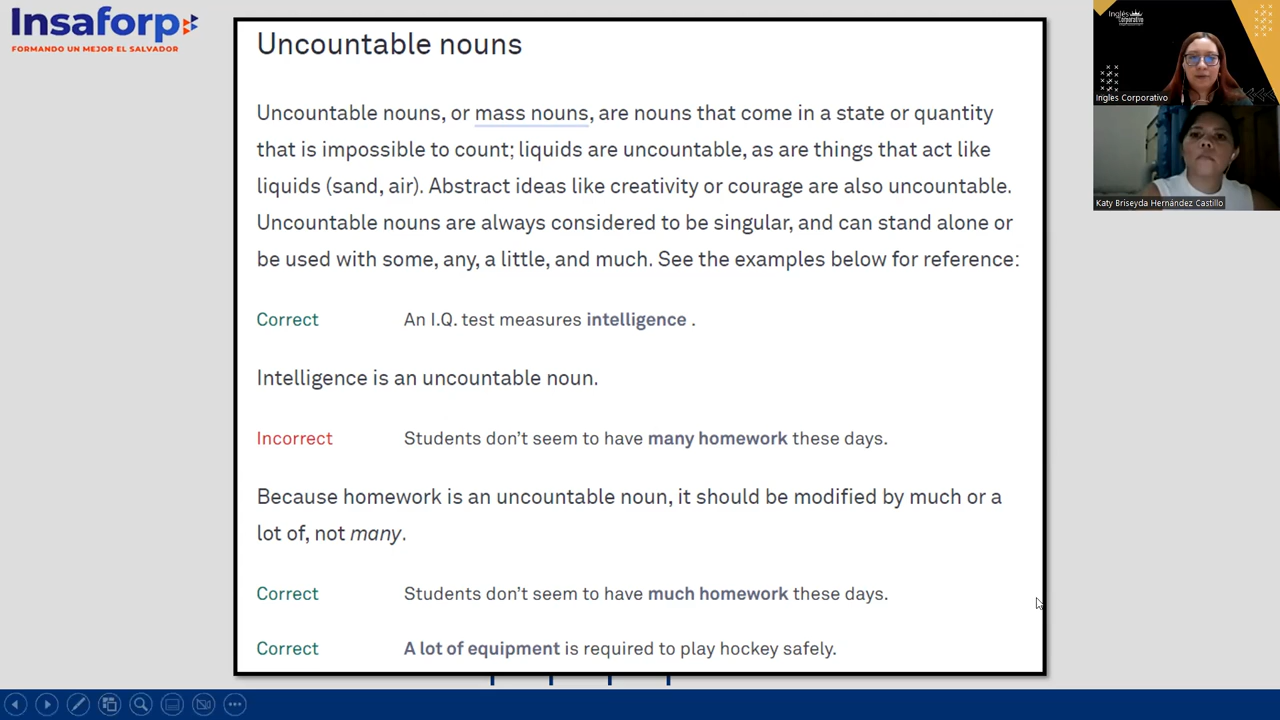 Insaforp
FORMANDO UN MEJOR EL SALVADOR
Uncountable nouns
Uncountable nouns, or mass nouns, are nouns that come in a state or quantity
that is impossible to count; liquids are uncountable, as are things that act like
liquids (sand, air). Abstract ideas like creativity or courage are also uncountable.
Uncountable nouns are always considered to be singular, and can stand alone or
be used with some, any, a little, and much. See the examples below for reference:
Correct An I.Q. test measures intelligence .
Intelligence is an uncountable noun.
Incorrect Students don’t seem to have many homework these days.
Because homework is an uncountable noun, it should be modified by much or a
lot of, not many.
Correct Students don’t seem to have much homework these days.
Correct A lot of equipment is required to play hockey safely.
Inglés
Corporativo
Ingles Corporativo
Katy Briseyda Hernández Castillo